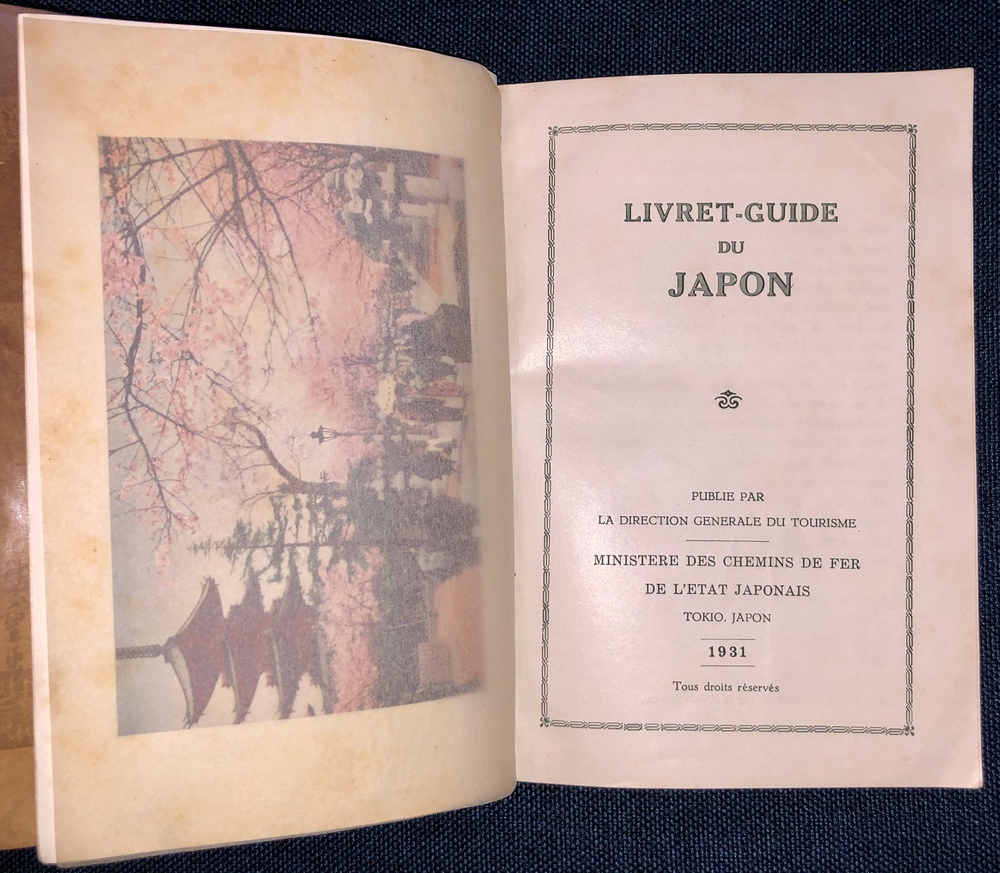 LIVRET-GUIDE
DU
JAPON
PUBLIE PAR
LA DIRECTION GENERALE DU TOURISME
MINISTERE DES CHEMINS DE FER
DE L'ETAT JAPONAIS
TOKIO, JAPON
1931
Tous droits réservés